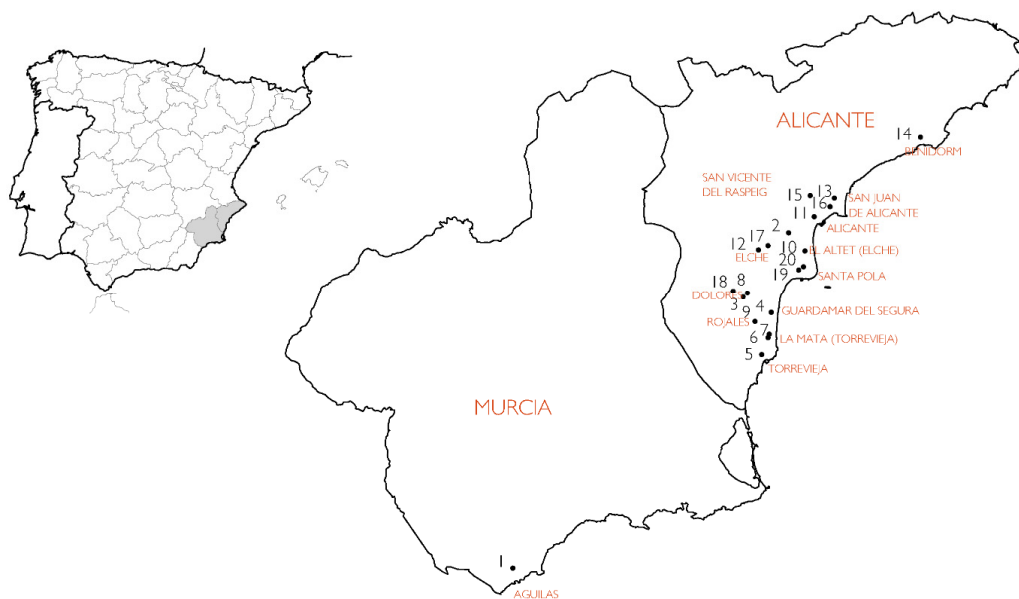 ALICANTE
14
BENIDORM
SAN VICENTE
DEL RASPEIG
15
13
SAN JUAN
DE ALICANTE
16
11
ALICANTE
2
17
12
ELCHE
10
EL ALTET (ELCHE)
20
19
SANTA POLA
18
8
DOLORES
3
9
4
GUARDAMAR DEL SEGURA
ROJALES
7
6
LA MATA (TORREVIEJA)
5
TORREVIEJA
MURCIA
1
AGUILAS